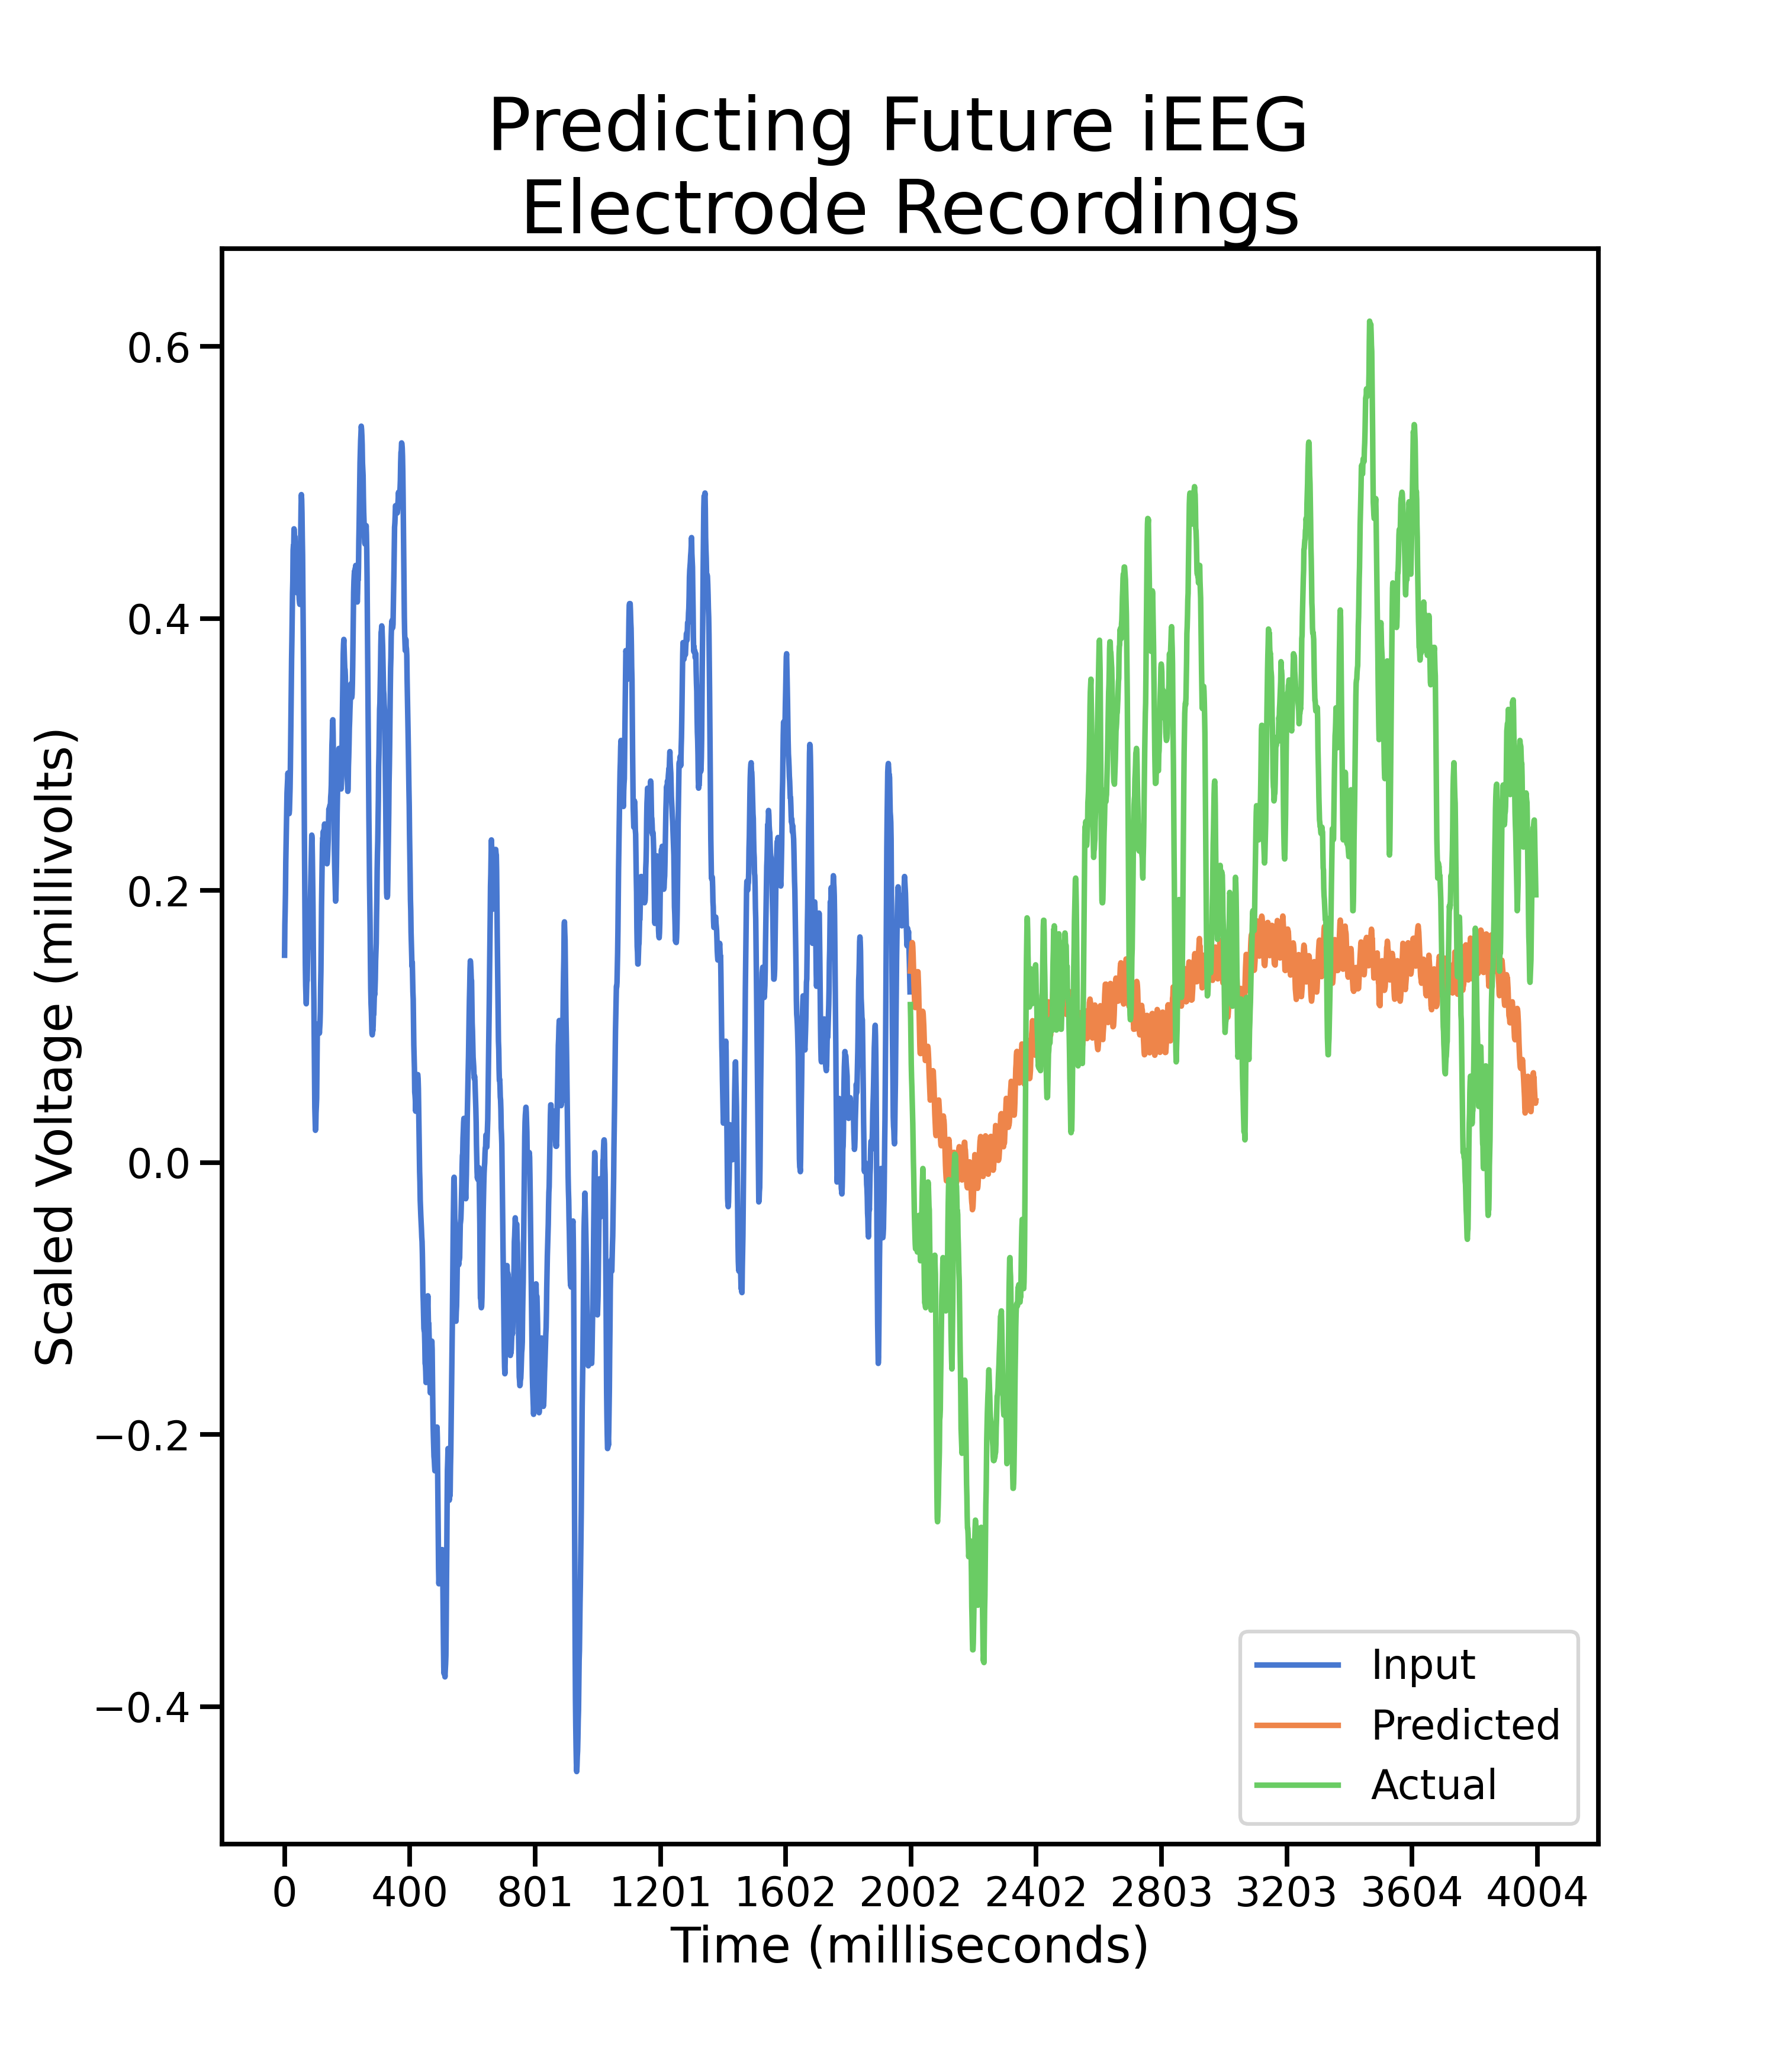 Predicting Future iEEG
Electrode Recordings
Scaled Voltage (millivolts)
0.6
0.4
0.2
0.0
−0.2
−0.4
Input
Predicted
Actual
0 400 801 1201 1602 2002 2402 2803 3203 3604 4004
Time (milliseconds)